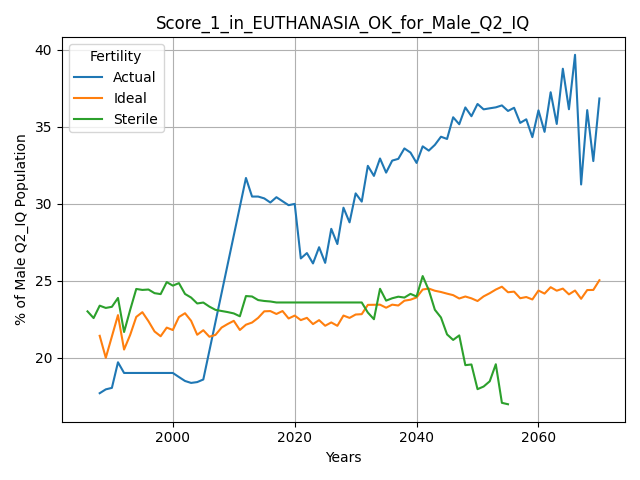 Score_1_in_EUTHANASIA_OK_for_Male_Q2_IQ
Fertility
Actual
Ideal
Sterile
% of Male Q2_IQ Population
40
35
30
25
20
2000
2020
2040
2060
Years